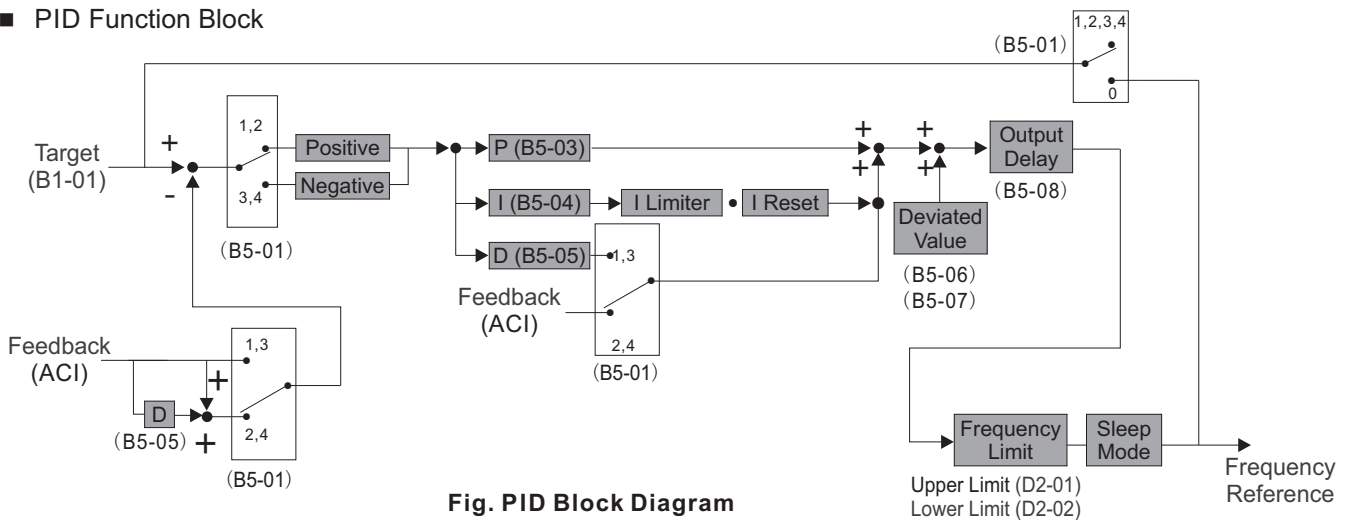 ■ PID Function Block
1,2,3,4
(B5-01)
0
Target
(B1-01)
+
-
1,2
3,4
(B5-01)
Positive
Negative
P (B5-03)
I (B5-04)
I Limiter
I Reset
D (B5-05)
1,3
2,4
(B5-01)
Feedback
(ACI)
+
+
+
+
Deviated
Value
(B5-06)
(B5-07)
Output
Delay
(B5-08)
Feedback
(ACI)
D
(B5-05)
+
+
1,3
2,4
(B5-01)
Frequency
Limit
Upper Limit (D2-01)
Lower Limit (D2-02)
Sleep
Mode
Frequency
Reference
Fig. PID Block Diagram